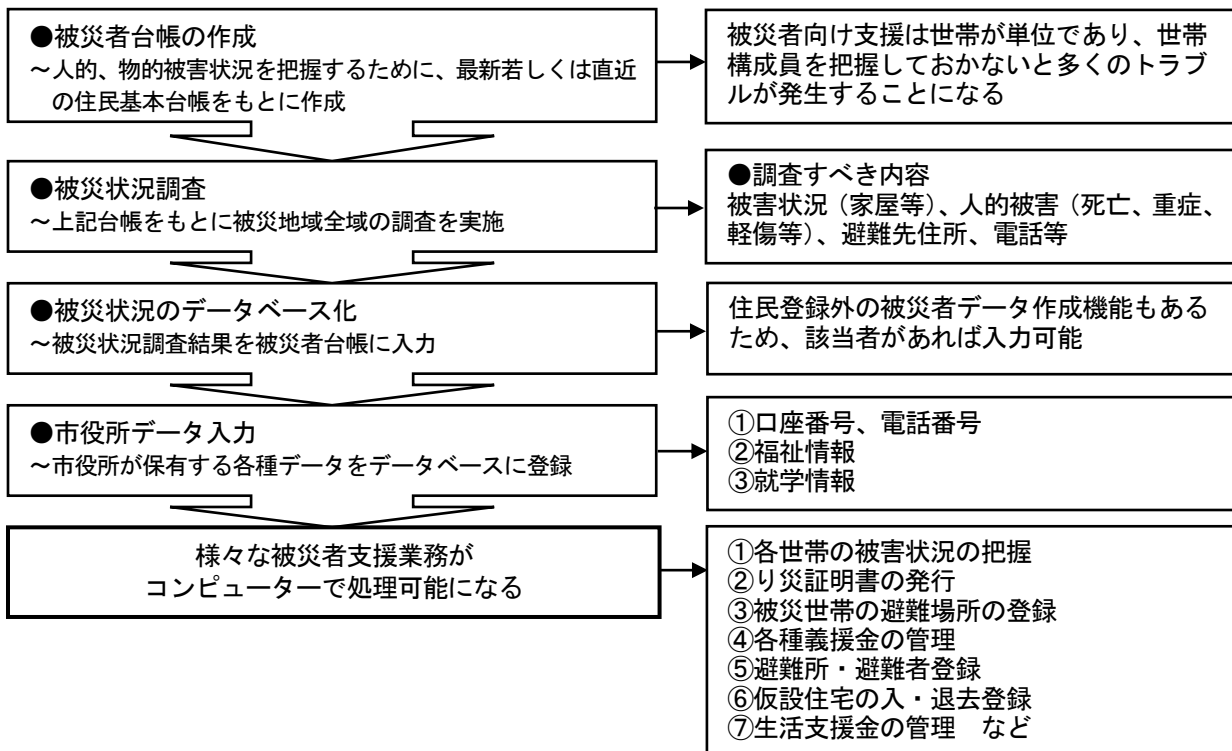 ●被災者台帳の作成
～人的、物的被害状況を把握するために、最新若しくは直近
の住民基本台帳をもとに作成
被災者向け支援は世帯が単位であり、世帯
構成員を把握しておかないと多くのトラブ
ルが発生することになる
●被災状況調査
～上記台帳をもとに被災地域全域の調査を実施
●調査すべき内容
被害状況（家屋等）、人的被害（死亡、重症、
軽傷等）、避難先住所、電話等
●被災状況のデータベース化
～被災状況調査結果を被災者台帳に入力
住民登録外の被災者データ作成機能もある
ため、該当者があれば入力可能
●市役所データ入力
～市役所が保有する各種データをデータベースに登録
①口座番号、電話番号
②福祉情報
③就学情報
様々な被災者支援業務が
コンピューターで処理可能になる
①各世帯の被害状況の把握
②り災証明書の発行
③被災世帯の避難場所の登録
④各種義援金の管理
⑤避難所・避難者登録
⑥仮設住宅の入・退去登録
⑦生活支援金の管理　など